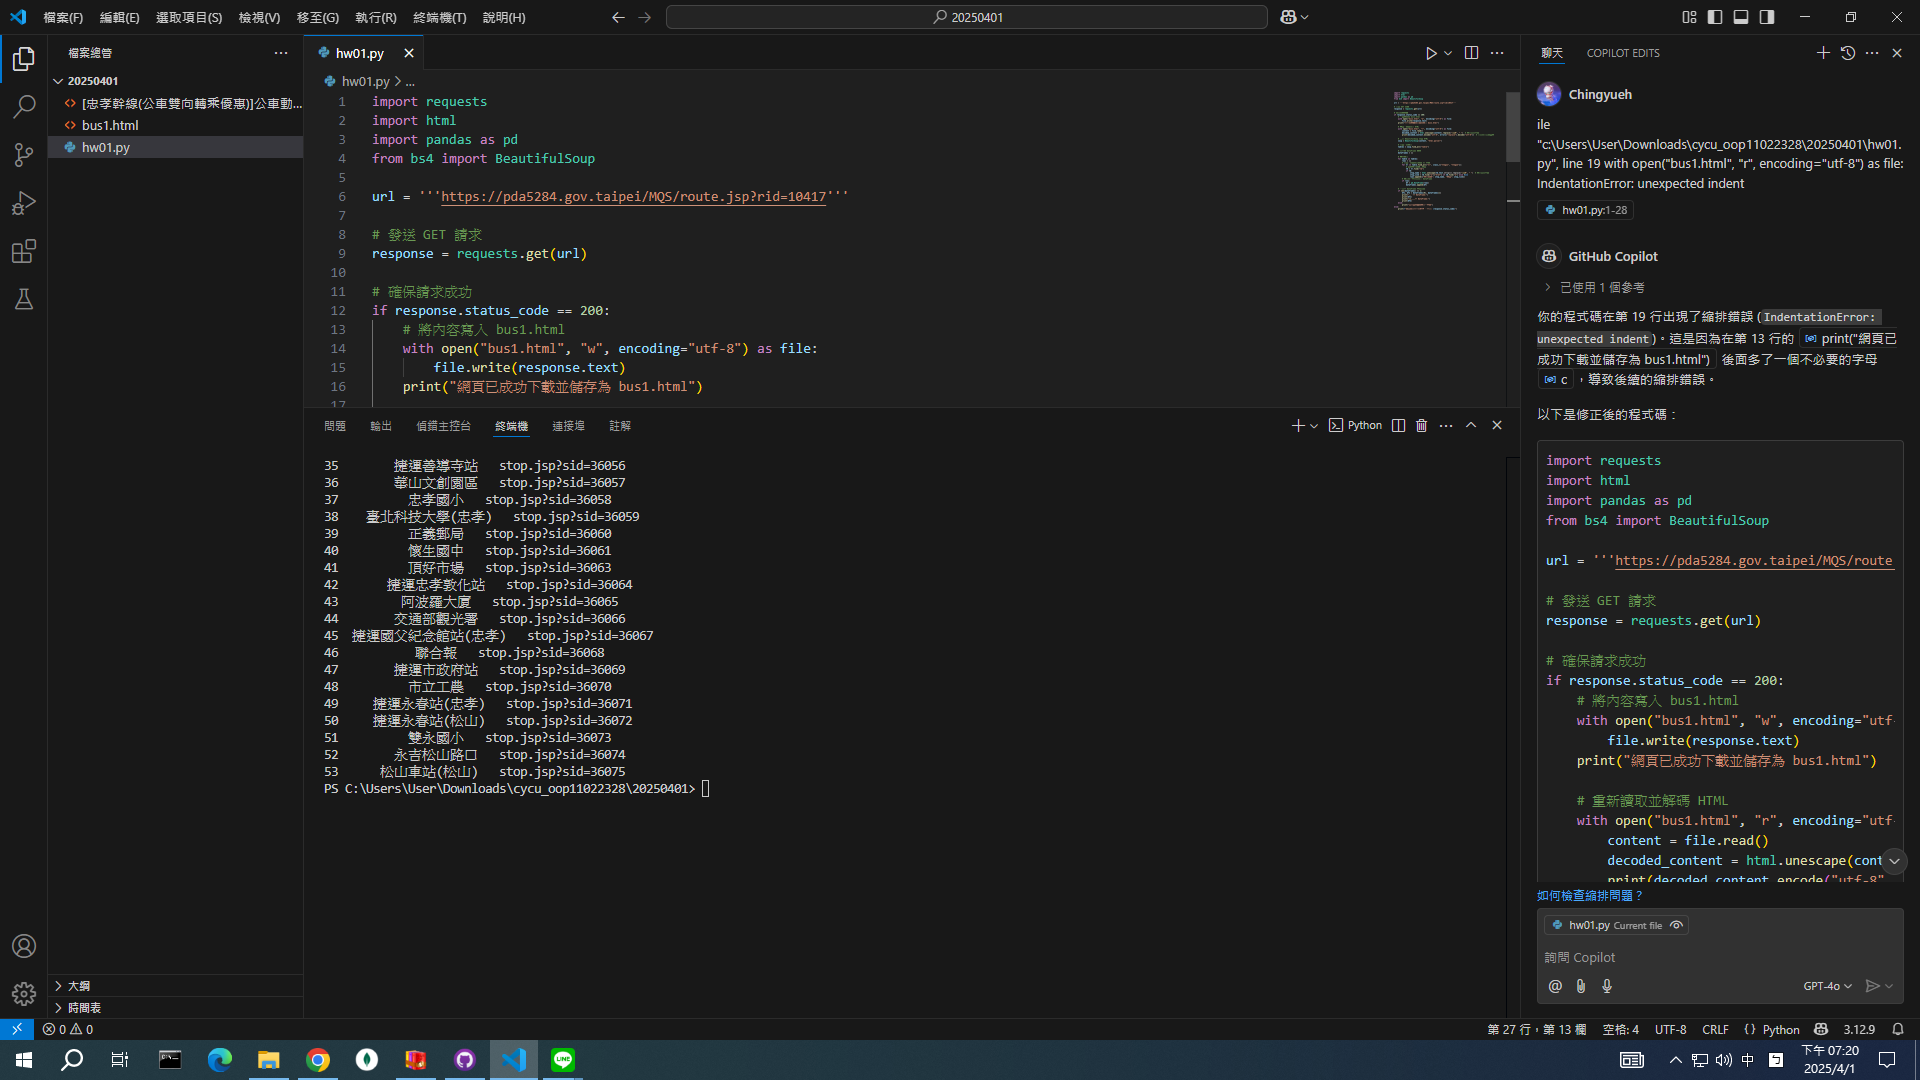 檔案(F) 編輯(E) 選取項目(S) 檢視(V) 移至(G) 執行(R) 終端機(T) 說明(H)
20250401
檔案總管
20250401
[忠孝幹線(公車雙向轉乘優惠)]公車動...
bus1.html
hw01.py
大綱
時間表
hw01.py
hw01.py > ...
1 import requests
2 import html
3 import pandas as pd
4 from bs4 import BeautifulSoup
5
6 url = '''https://pda5284.gov.taipei/MQS/route.jsp?rid=10417'''
7
8 # 發送 GET 請求
9 response = requests.get(url)
10
11 # 確保請求成功
12 if response.status_code == 200:
13 # 將內容寫入 bus1.html
14 with open("bus1.html", "w", encoding="utf-8") as file:
15 file.write(response.text)
16 print("網頁已成功下載並儲存為 bus1.html")
17
問題 輸出 偵錯主控台 終端機 連接埠 註解
Python
35 捷運善導寺站 stop.jsp?sid=36056
36 華山文創園區 stop.jsp?sid=36057
37 忠孝國小 stop.jsp?sid=36058
38 臺北科技大學(忠孝) stop.jsp?sid=36059
39 正義郵局 stop.jsp?sid=36060
40 懷生國中 stop.jsp?sid=36061
41 頂好市場 stop.jsp?sid=36063
42 捷運忠孝敦化站 stop.jsp?sid=36064
43 阿波羅大廈 stop.jsp?sid=36065
44 交通部觀光署 stop.jsp?sid=36066
45 捷運國父紀念館站(忠孝) stop.jsp?sid=36067
46 聯合報 stop.jsp?sid=36068
47 捷運市政府站 stop.jsp?sid=36069
48 市立工農 stop.jsp?sid=36070
49 捷運永春站(忠孝) stop.jsp?sid=36071
50 捷運永春站(松山) stop.jsp?sid=36072
51 雙永國小 stop.jsp?sid=36073
52 永吉松山路口 stop.jsp?sid=36074
53 松山車站(松山) stop.jsp?sid=36075
PS C:\Users\User\Downloads\cycu_oop11022328\20250401>
聊天 COPILOT EDITS
Chingyueh
ile
"c:\Users\User\Downloads\cycu_oop11022328\20250401\hw01.
py", line 19 with open("bus1.html", "r", encoding="utf-8") as file:
IndentationError: unexpected indent
hw01.py:1-28
GitHub Copilot
已使用 1 個參考
你的程式碼在第 19 行出現了縮排錯誤 (IndentationError:
unexpected indent)。這是因為在第 13 行的 print("網頁已
成功下載並儲存為 bus1.html") 後面多了一個不必要的字母
c ，導致後續的縮排錯誤。
以下是修正後的程式碼：
import requests
import html
import pandas as pd
from bs4 import BeautifulSoup
url = '''https://pda5284.gov.taipei/MQS/route
# 發送 GET 請求
response = requests.get(url)
# 確保請求成功
if response.status_code == 200:
# 將內容寫入 bus1.html
with open("bus1.html", "w", encoding="utf-
file.write(response.text)
print("網頁已成功下載並儲存為 bus1.html")
# 重新讀取並解碼 HTML
with open("bus1.html", "r", encoding="utf-
content = file.read()
decoded_content = html.unescape(cont
print(decoded_content.encode("utf-8"
如何檢查縮排問題？
hw01.py Current file
詢問 Copilot
GPT-4o
0 0
第 27 行，第 13 欄 空格: 4 UTF-8 CRLF {} Python 3.12.9
LINE
中
下午 07:20
2025/4/1